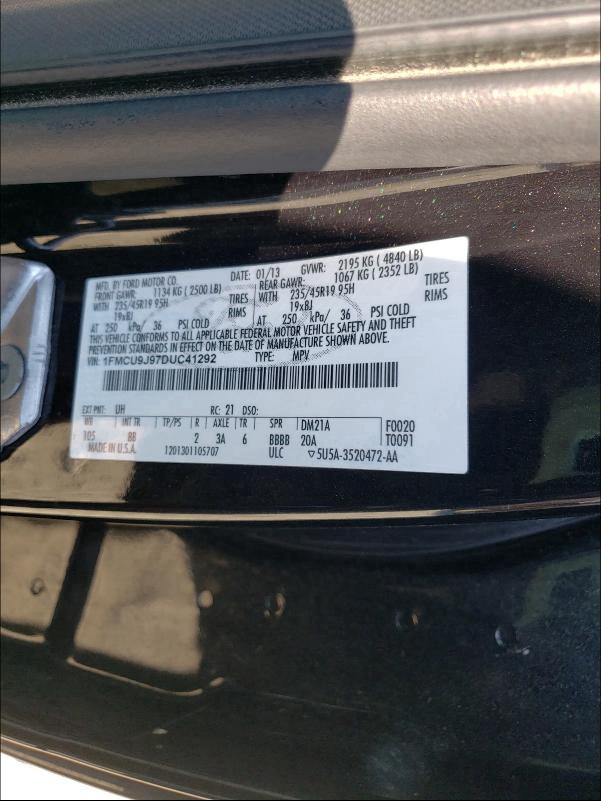 MFD. BY FORD MOTOR CO.
DATE: 01/13 GVWR: 2195 KG ( 4840 LB)
FRONT GAWR: 1134 KG ( 2500 LB)
REAR GAWR: 1067 KG ( 2352 LB)
WITH 235/45R19 95H TIRES
WITH 235/45R19 95H TIRES
19x8J RIMS
19x8J RIMS
AT 250 kPa/ 36 PSI COLD
AT 250 kPa/ 36 PSI COLD
THIS VEHICLE CONFORMS TO ALL APPLICABLE FEDERAL MOTOR VEHICLE SAFETY AND THEFT
PREVENTION STANDARDS IN EFFECT ON THE DATE OF MANUFACTURE SHOWN ABOVE.
1FMCU9J97DUC41292 TYPE: MPV
EXT PNT: UH RC: 21 DSO:
WB INT TR TP/PS R AXLE TR SPR DM21A F0020
105 BB 2 3A 6 BBBB 20A T0091
MADE IN U.S.A. 1201301105707 ULC ▽5U5A-3520472-AA